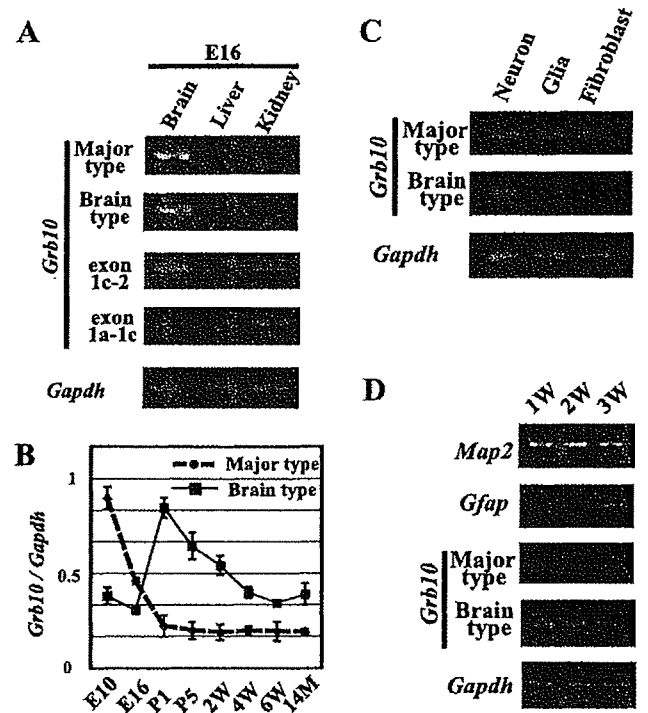 A
E16
Brain
Liver
Kidney
Grb10
Major type
Brain type
exon 1c-2
exon 1a-1c
Gapdh
B
Grb10 / Gapdh
1
0.5
0
Major type
Brain type
E10
E16
P1
P5
2W
4W
6W
14M
C
Neuron
Glia
Fibroblast
Grb10
Major type
Brain type
Gapdh
D
1W
2W
3W
Map2
Gfap
Grb10
Major type
Brain type
Gapdh